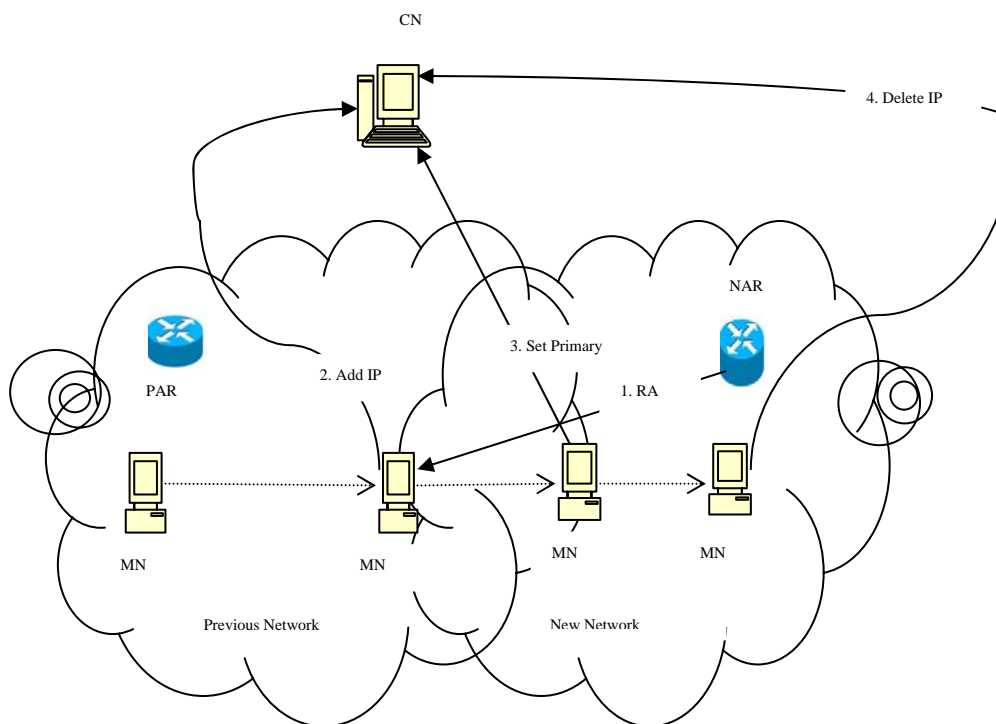 CN
4. Delete IP
NAR
3. Set Primary
2. Add IP
PAR
1. RA
MN
MN
MN
MN
Previous Network
New Network